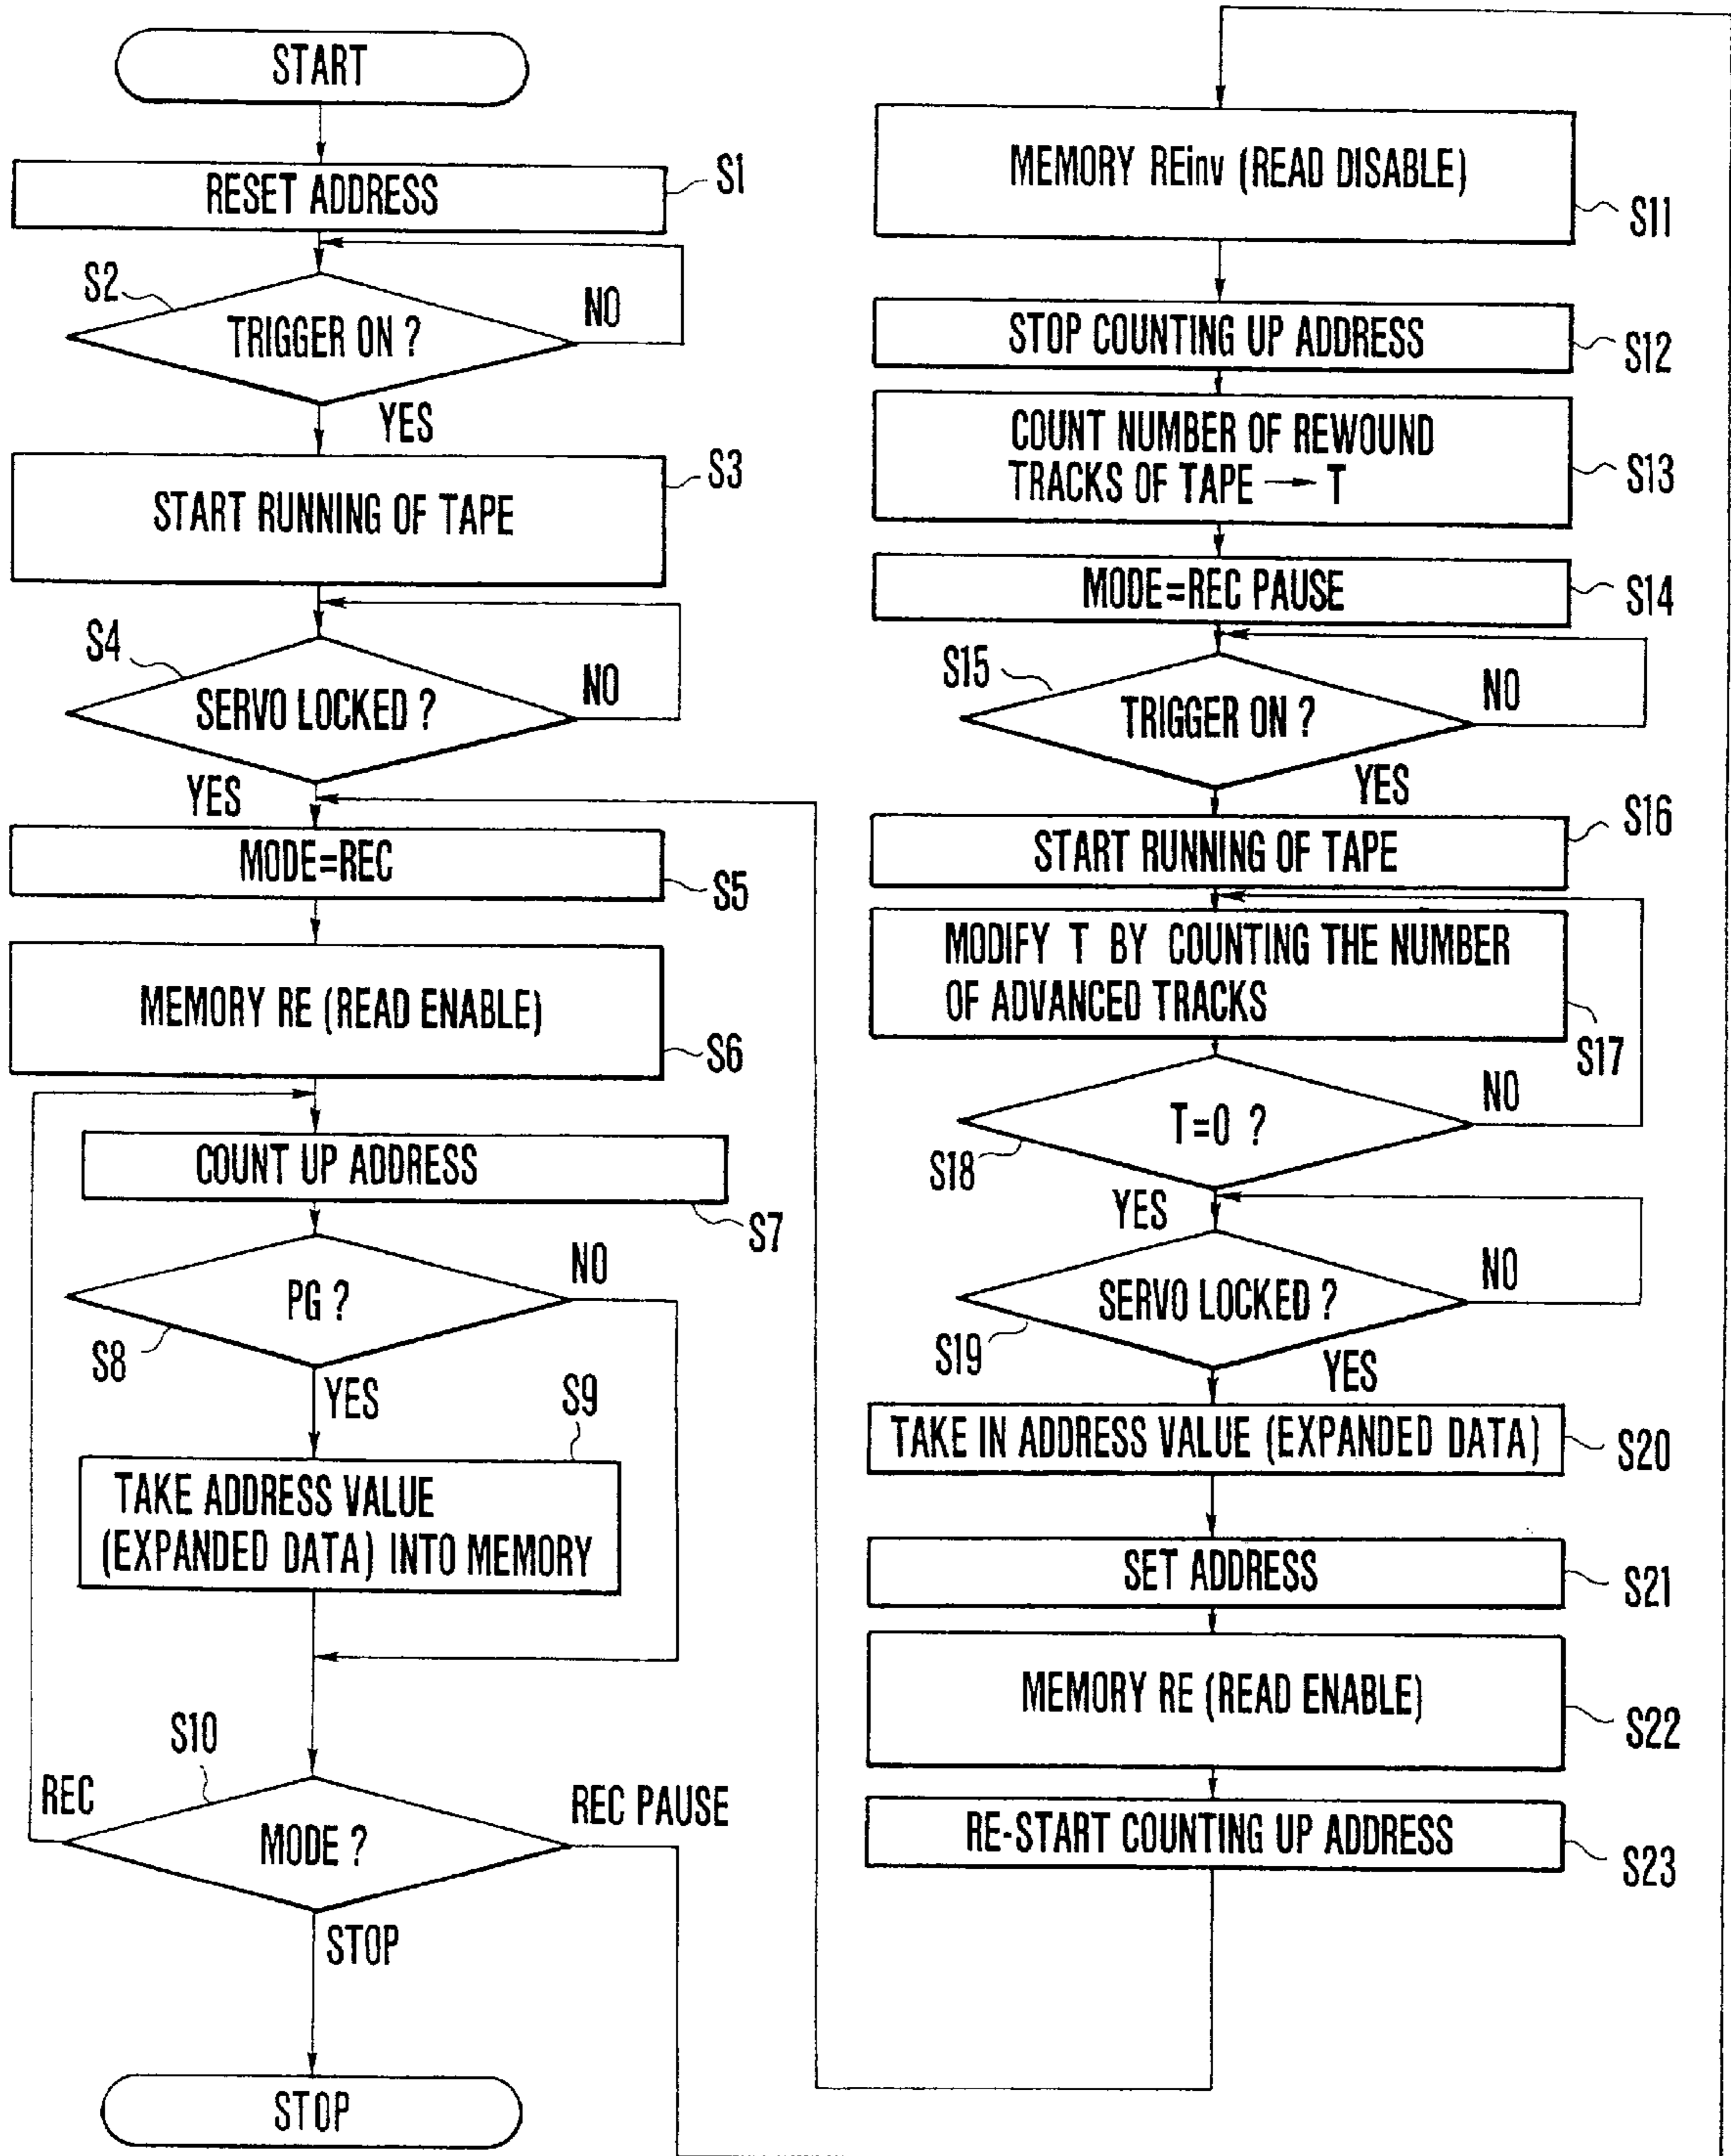 START
RESET ADDRESS
S1
S2
TRIGGER ON ?
NO
YES
START RUNNING OF TAPE
S3
S4
SERVO LOCKED ?
NO
YES
MODE=REC
S5
MEMORY RE (READ ENABLE)
S6
COUNT UP ADDRESS
S7
PG ?
NO
S8
YES
S9
TAKE ADDRESS VALUE
(EXPANDED DATA) INTO MEMORY
S10
REC
MODE ?
REC PAUSE
STOP
STOP
MEMORY REinv (READ DISABLE)
S11
STOP COUNTING UP ADDRESS
S12
COUNT NUMBER OF REWOUND
TRACKS OF TAPE → T
S13
MODE=REC PAUSE
S14
S15
TRIGGER ON ?
NO
YES
START RUNNING OF TAPE
S16
MODIFY T BY COUNTING THE NUMBER
OF ADVANCED TRACKS
S17
T=0 ?
NO
S18
YES
SERVO LOCKED ?
NO
S19
YES
TAKE IN ADDRESS VALUE (EXPANDED DATA)
S20
SET ADDRESS
S21
MEMORY RE (READ ENABLE)
S22
RE-START COUNTING UP ADDRESS
S23